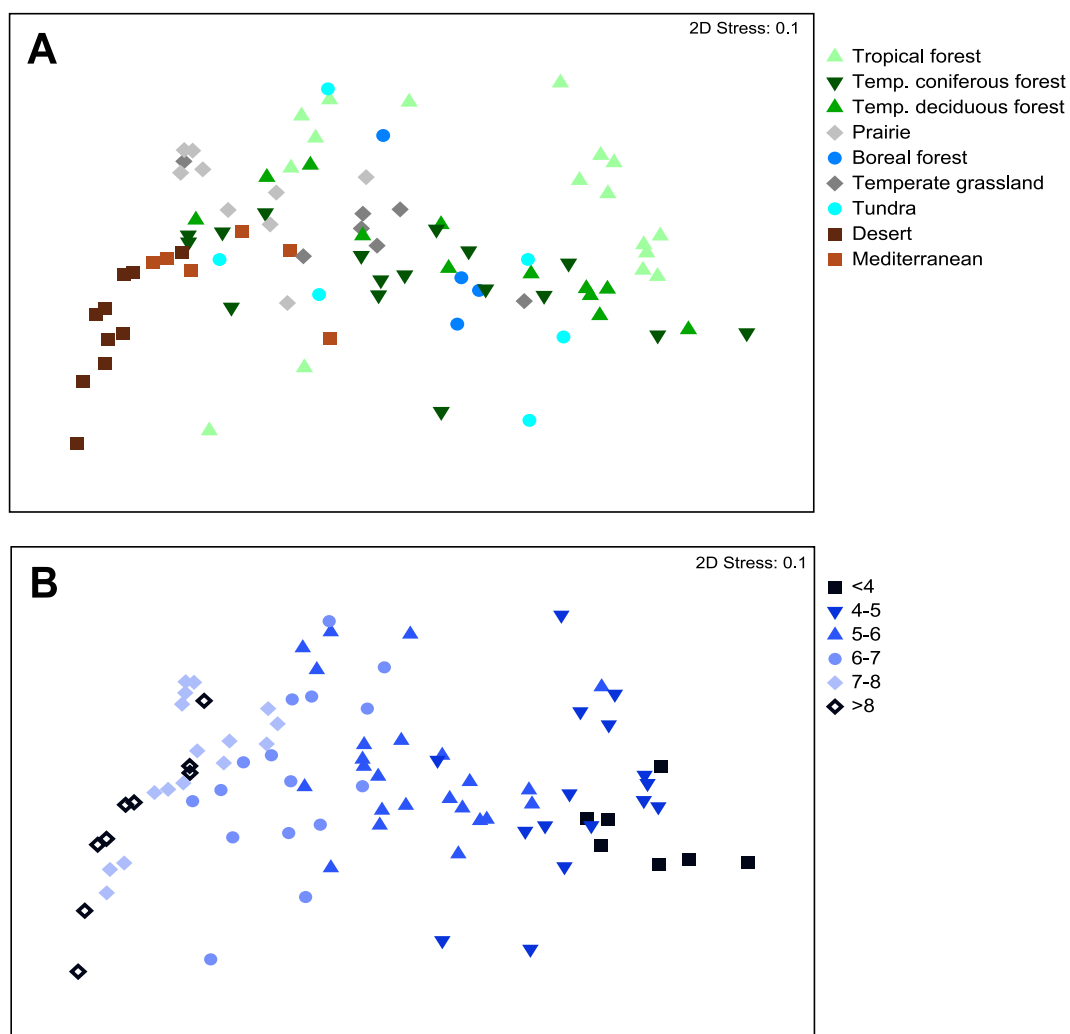 A
2D Stress: 0.1
Tropical forest
Temp. coniferous forest
Temp. deciduous forest
Prairie
Boreal forest
Temperate grassland
Tundra
Desert
Mediterranean
B
2D Stress: 0.1
<4
4-5
5-6
6-7
7-8
>8